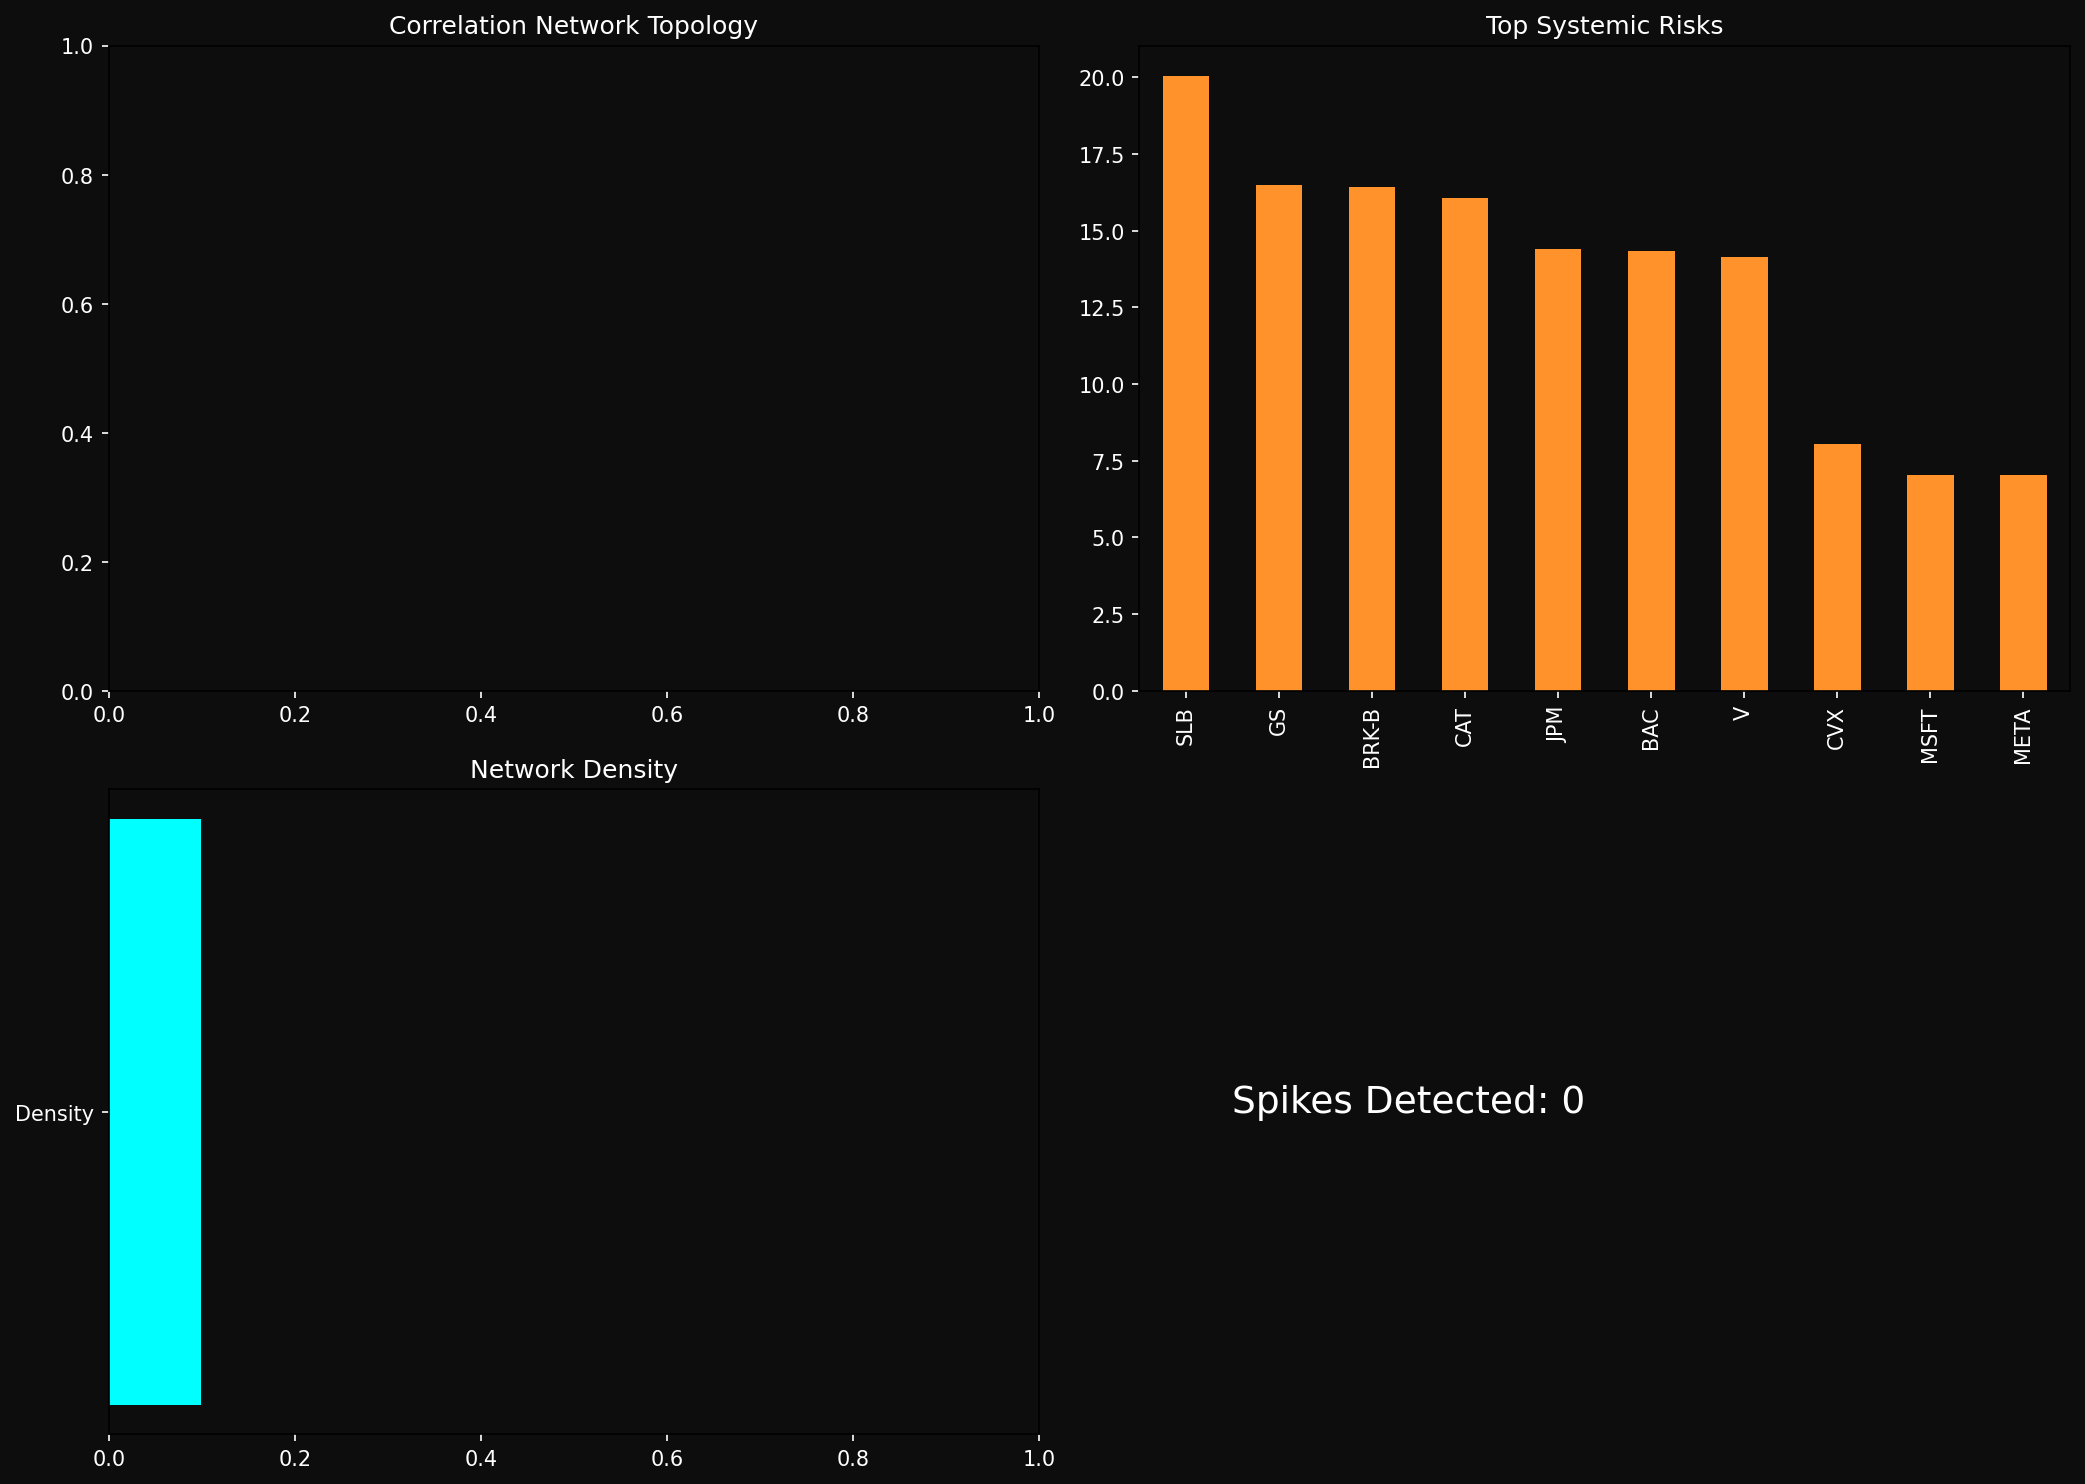 Correlation Network Topology
1.0
0.8
0.6
0.4
0.2
0.0
0.0 0.2 0.4 0.6 0.8 1.0
Top Systemic Risks
20.0
17.5
15.0
12.5
10.0
7.5
5.0
2.5
0.0
SLB GS BRK-B CAT JPM BAC V CVX MSFT META
Network Density
Density
0.0 0.2 0.4 0.6 0.8 1.0
Spikes Detected: 0